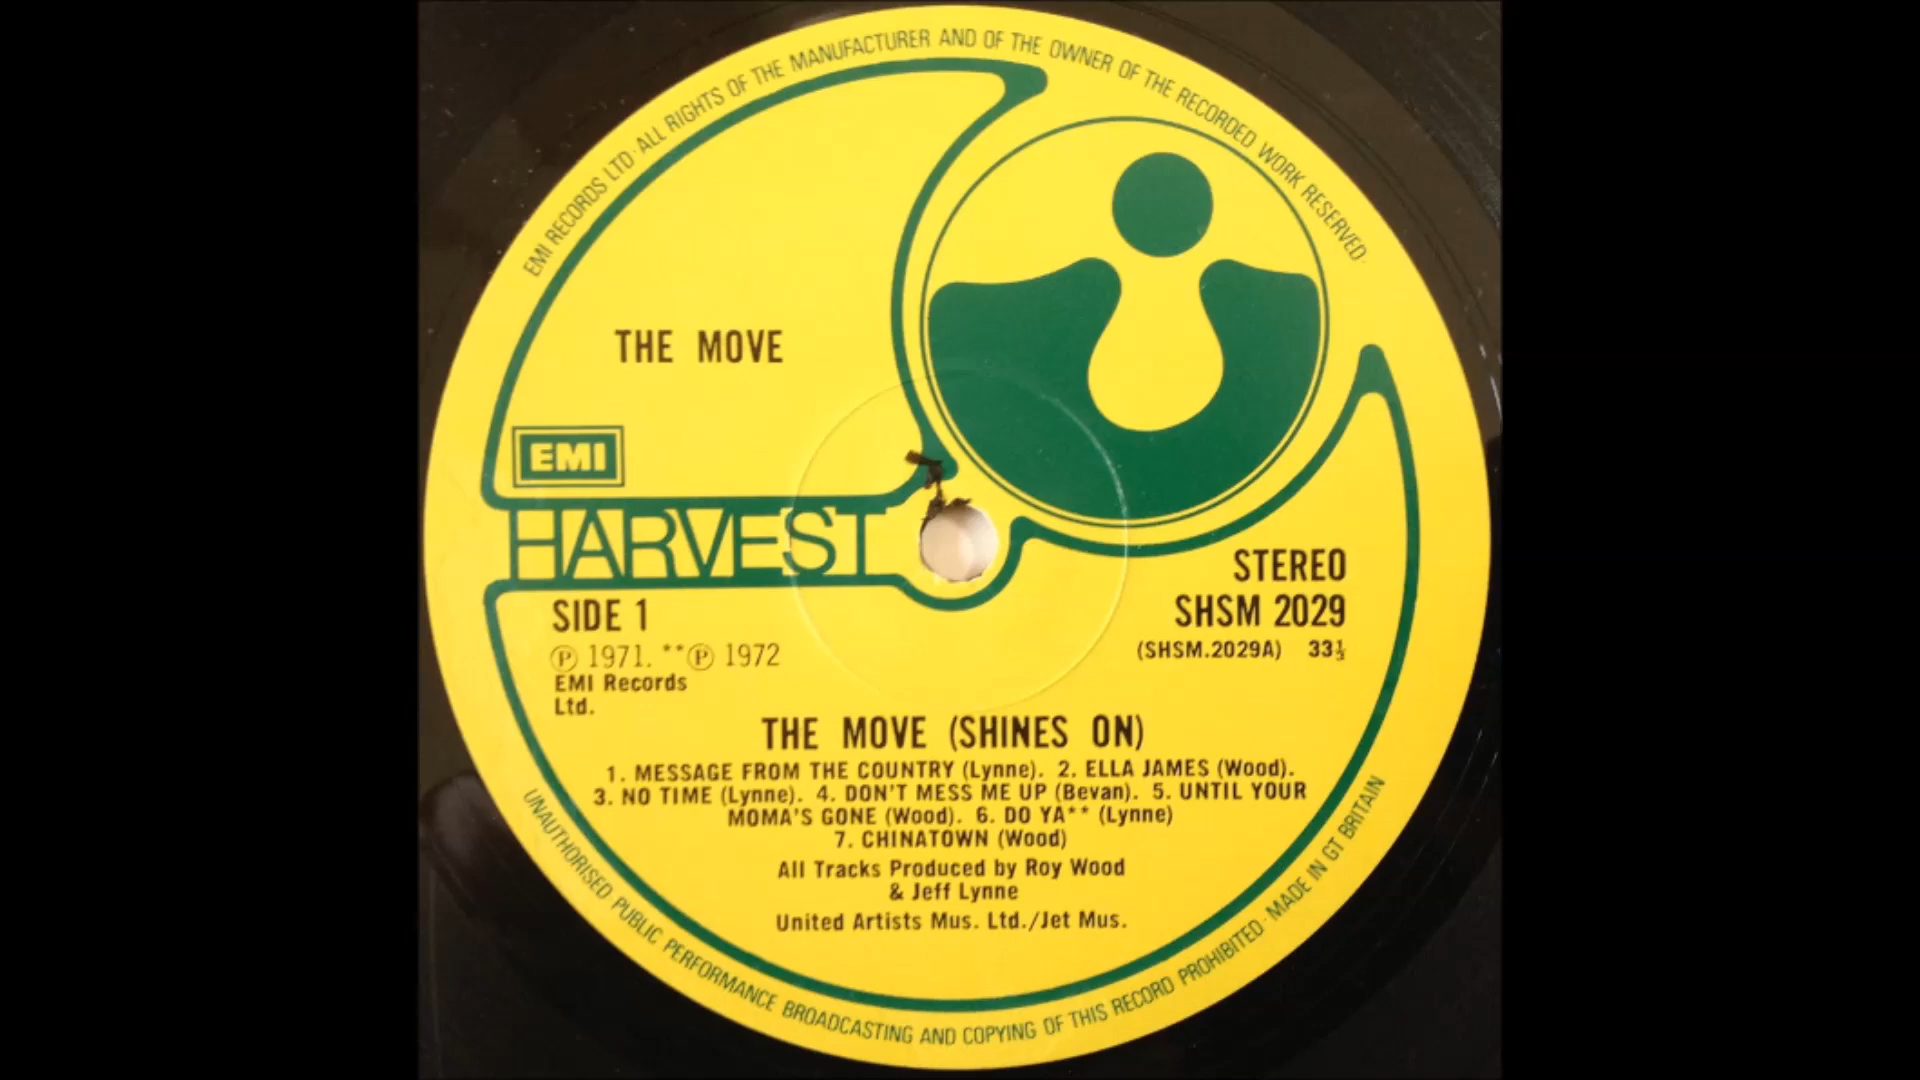 EMI RECORDS LTD·ALL RIGHTS OF THE MANUFACTURER AND OF THE OWNER OF THE RECORDED WORK RESERVED·
THE MOVE
EMI
HARVEST
SIDE 1
STEREO
SHSM 2029
(SHSM.2029A) 33⅓
Ⓟ 1971. **Ⓟ 1972
EMI Records
Ltd.
THE MOVE (SHINES ON)
1. MESSAGE FROM THE COUNTRY (Lynne). 2. ELLA JAMES (Wood).
3. NO TIME (Lynne). 4. DON'T MESS ME UP (Bevan). 5. UNTIL YOUR
MOMA'S GONE (Wood). 6. DO YA** (Lynne)
7. CHINATOWN (Wood)
All Tracks Produced by Roy Wood
& Jeff Lynne
United Artists Mus. Ltd./Jet Mus.
UNAUTHORISED PUBLIC PERFORMANCE BROADCASTING AND COPYING OF THIS RECORD PROHIBITED·MADE IN GT BRITAIN